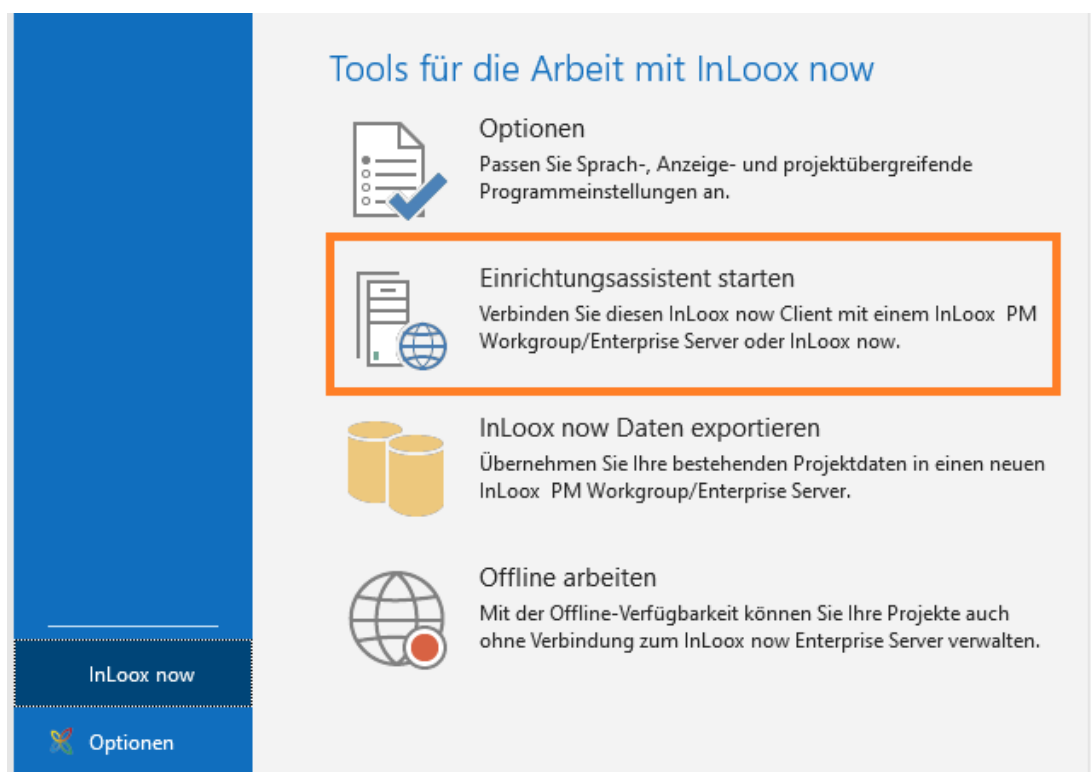 Tools für die Arbeit mit InLoox now
Optionen
Passen Sie Sprach-, Anzeige- und projektübergreifende
Programmeinstellungen an.
Einrichtungsassistent starten
Verbinden Sie diesen InLoox now Client mit einem InLoox PM
Workgroup/Enterprise Server oder InLoox now.
InLoox now Daten exportieren
Übernehmen Sie Ihre bestehenden Projektdaten in einen neuen
InLoox PM Workgroup/Enterprise Server.
Offline arbeiten
Mit der Offline-Verfügbarkeit können Sie Ihre Projekte auch
ohne Verbindung zum InLoox now Enterprise Server verwalten.
InLoox now
Optionen